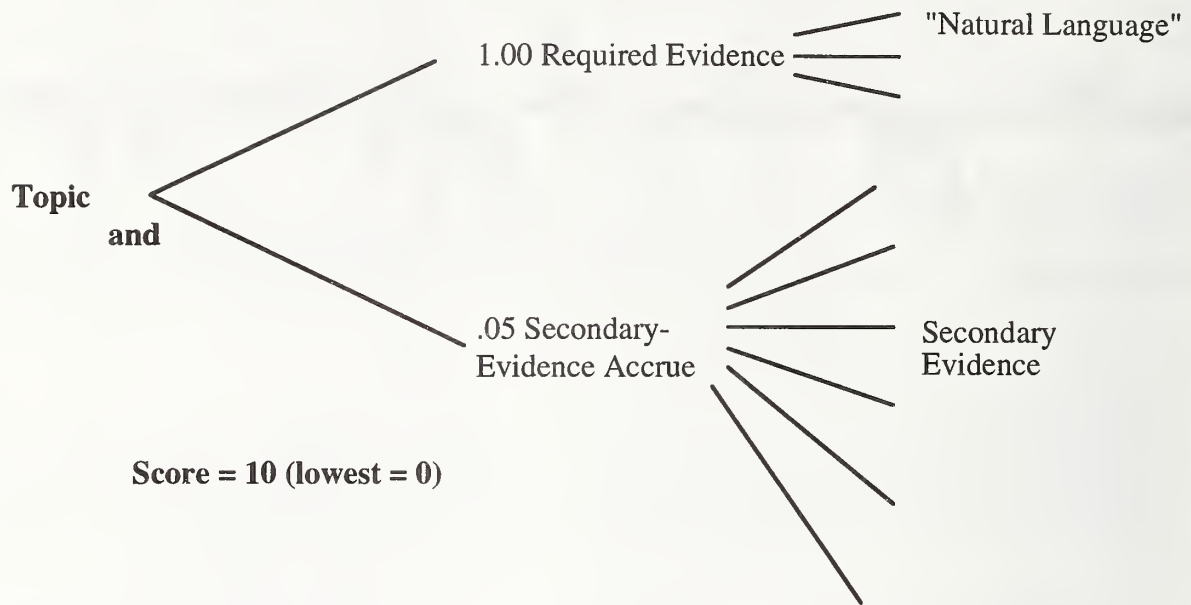 "Natural Language"
1.00 Required Evidence
Topic
and
.05 Secondary-
Evidence Accrue
Secondary
Evidence
Score = 10 (lowest = 0)